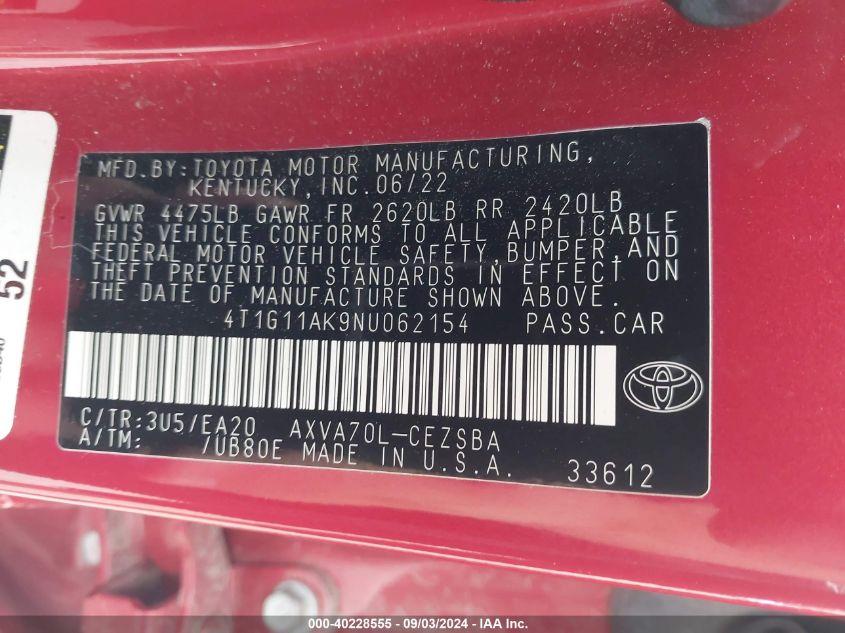 MFD.BY:TOYOTA MOTOR MANUFACTURING,
KENTUCKY,INC.06/22
GVWR 4475LB GAWR FR 2620LB RR 2420LB
THIS VEHICLE CONFORMS TO ALL APPLICABLE
FEDERAL MOTOR VEHICLE SAFETY,BUMPER,AND
THEFT PREVENTION STANDARDS IN EFFECT ON
THE DATE OF MANUFACTURE SHOWN ABOVE.
4T1G11AK9NU062154 PASS.CAR
C/TR:3U5/EA20 AXVA70L-CEZSBA
A/TM: /UB80E MADE IN U.S.A. 33612
52
000-40228555 - 09/03/2024 - IAA Inc.